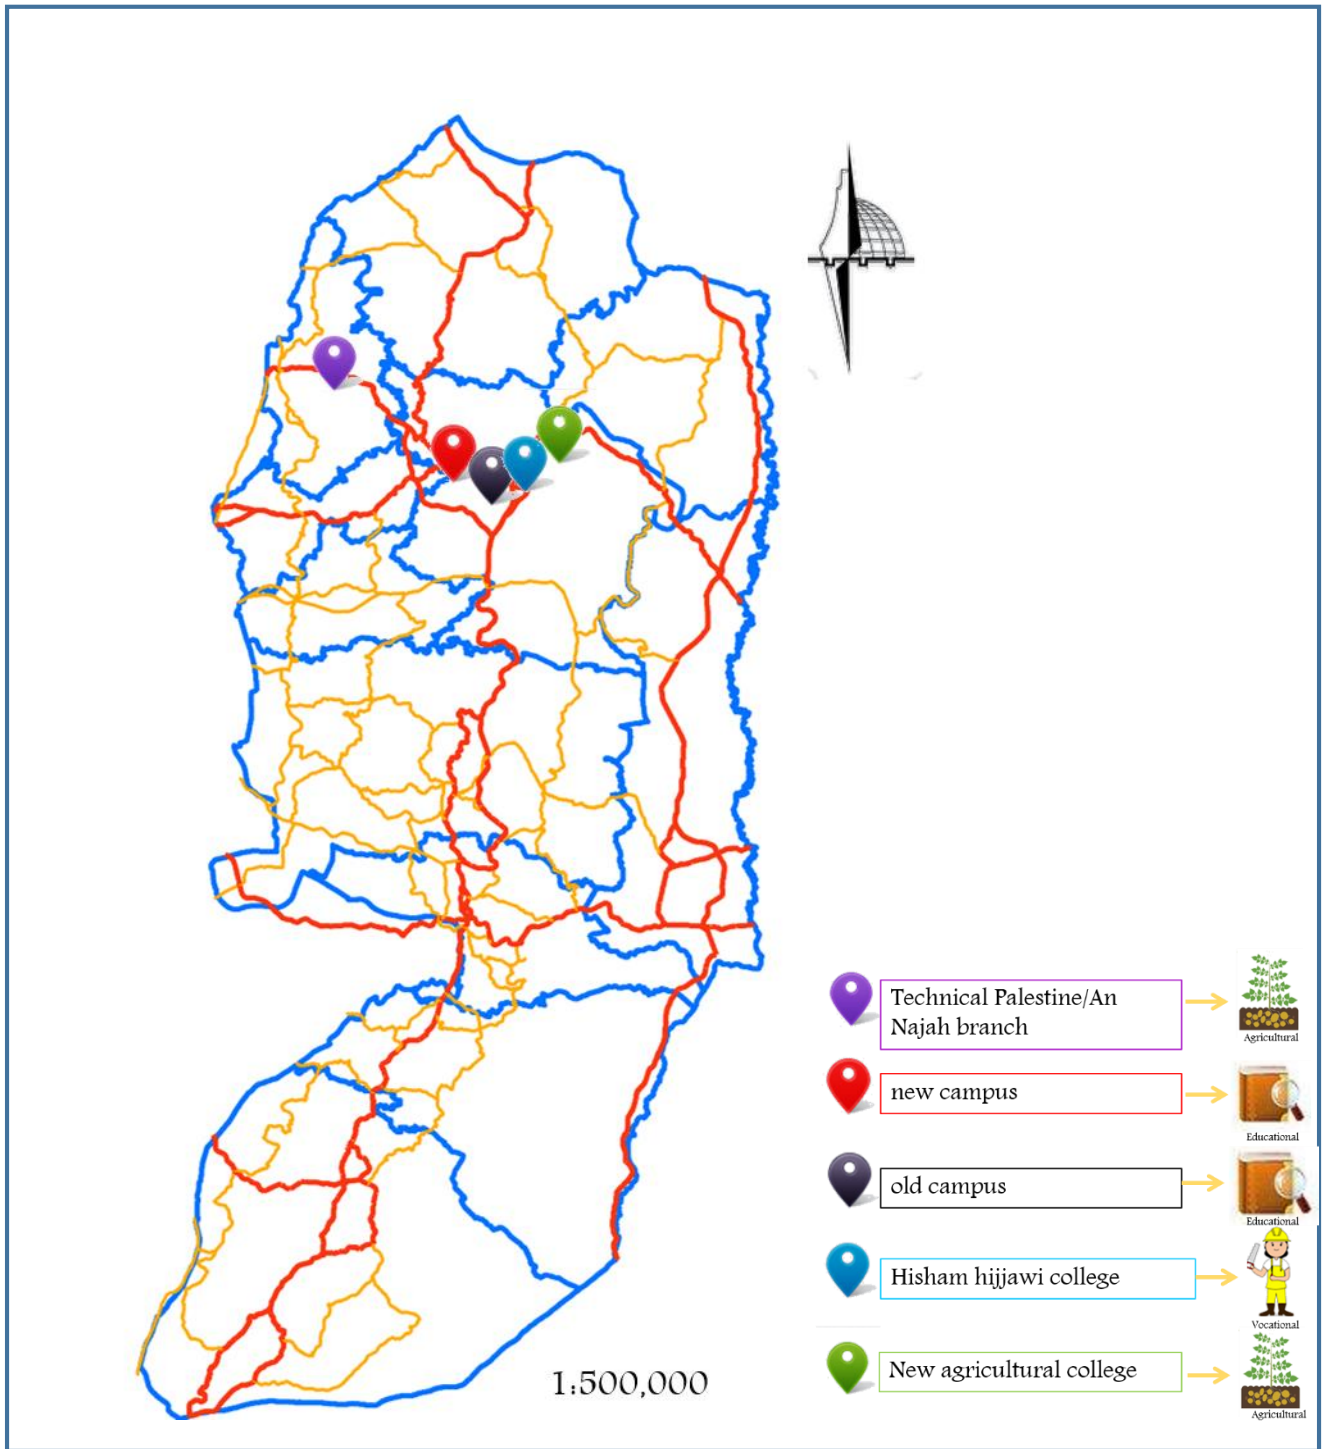 Technical Palestine/An
Najah branch
Agricultural
new campus
Educational
old campus
Educational
Hisham hijjawi college
Vocational
New agricultural college
Agricultural
1:500,000